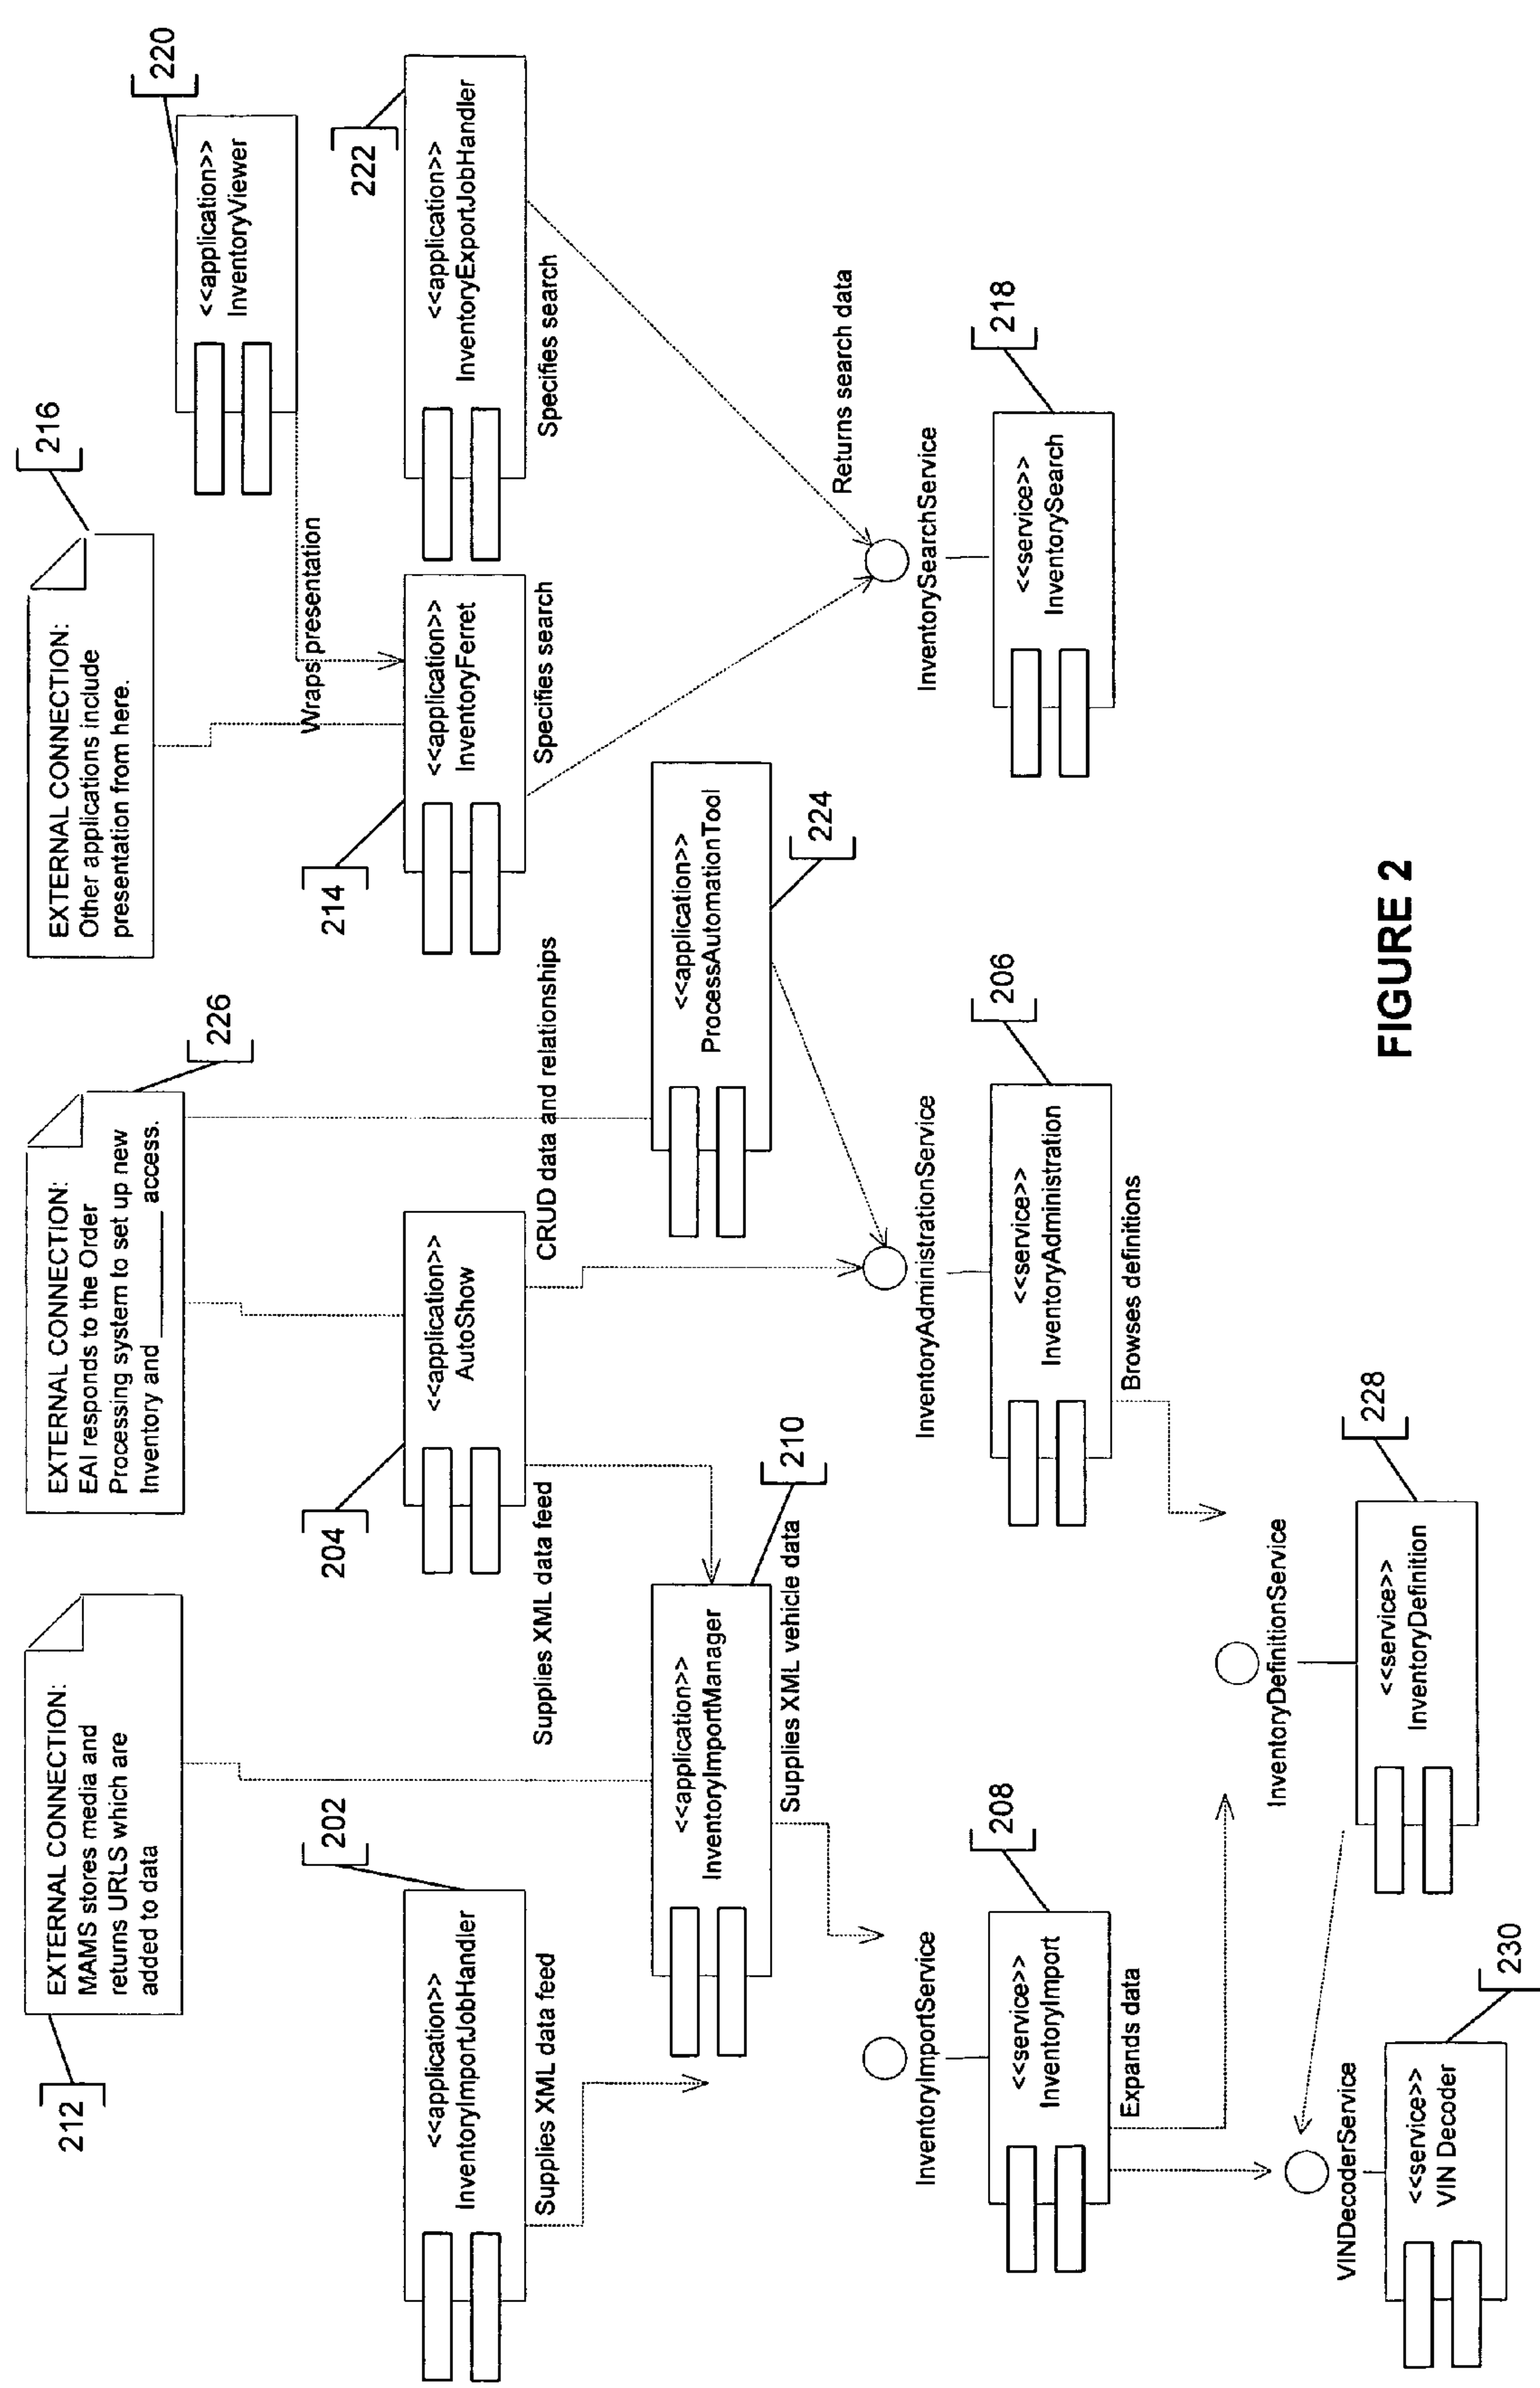 212
EXTERNAL CONNECTION:
MAMS stores media and
returns URLS which are
added to data
EXTERNAL CONNECTION:
EAI responds to the Order
Processing system to set up new
Inventory and ________ access.
226
EXTERNAL CONNECTION:
Other applications include
presentation from here.
216
220
<<application>>
InventoryViewer
Wraps presentation
202
<<application>>
InventoryImportJobHandler
Supplies XML data feed
204
<<application>>
AutoShow
Supplies XML data feed
CRUD data and relationships
214
<<application>>
InventoryFerret
Specifies search
222
<<application>>
InventoryExportJobHandler
Specifies search
<<application>>
InventoryImportManager
210
Supplies XML vehicle data
<<application>>
ProcessAutomationTool
224
Returns search data
InventoryImportService
208
<<service>>
InventoryImport
Expands data
InventoryAdministrationService
206
<<service>>
InventoryAdministration
Browses definitions
InventorySearchService
218
<<service>>
InventorySearch
InventoryDefinitionService
228
<<service>>
InventoryDefinition
VINDecoderService
<<service>>
VIN Decoder
230
FIGURE 2